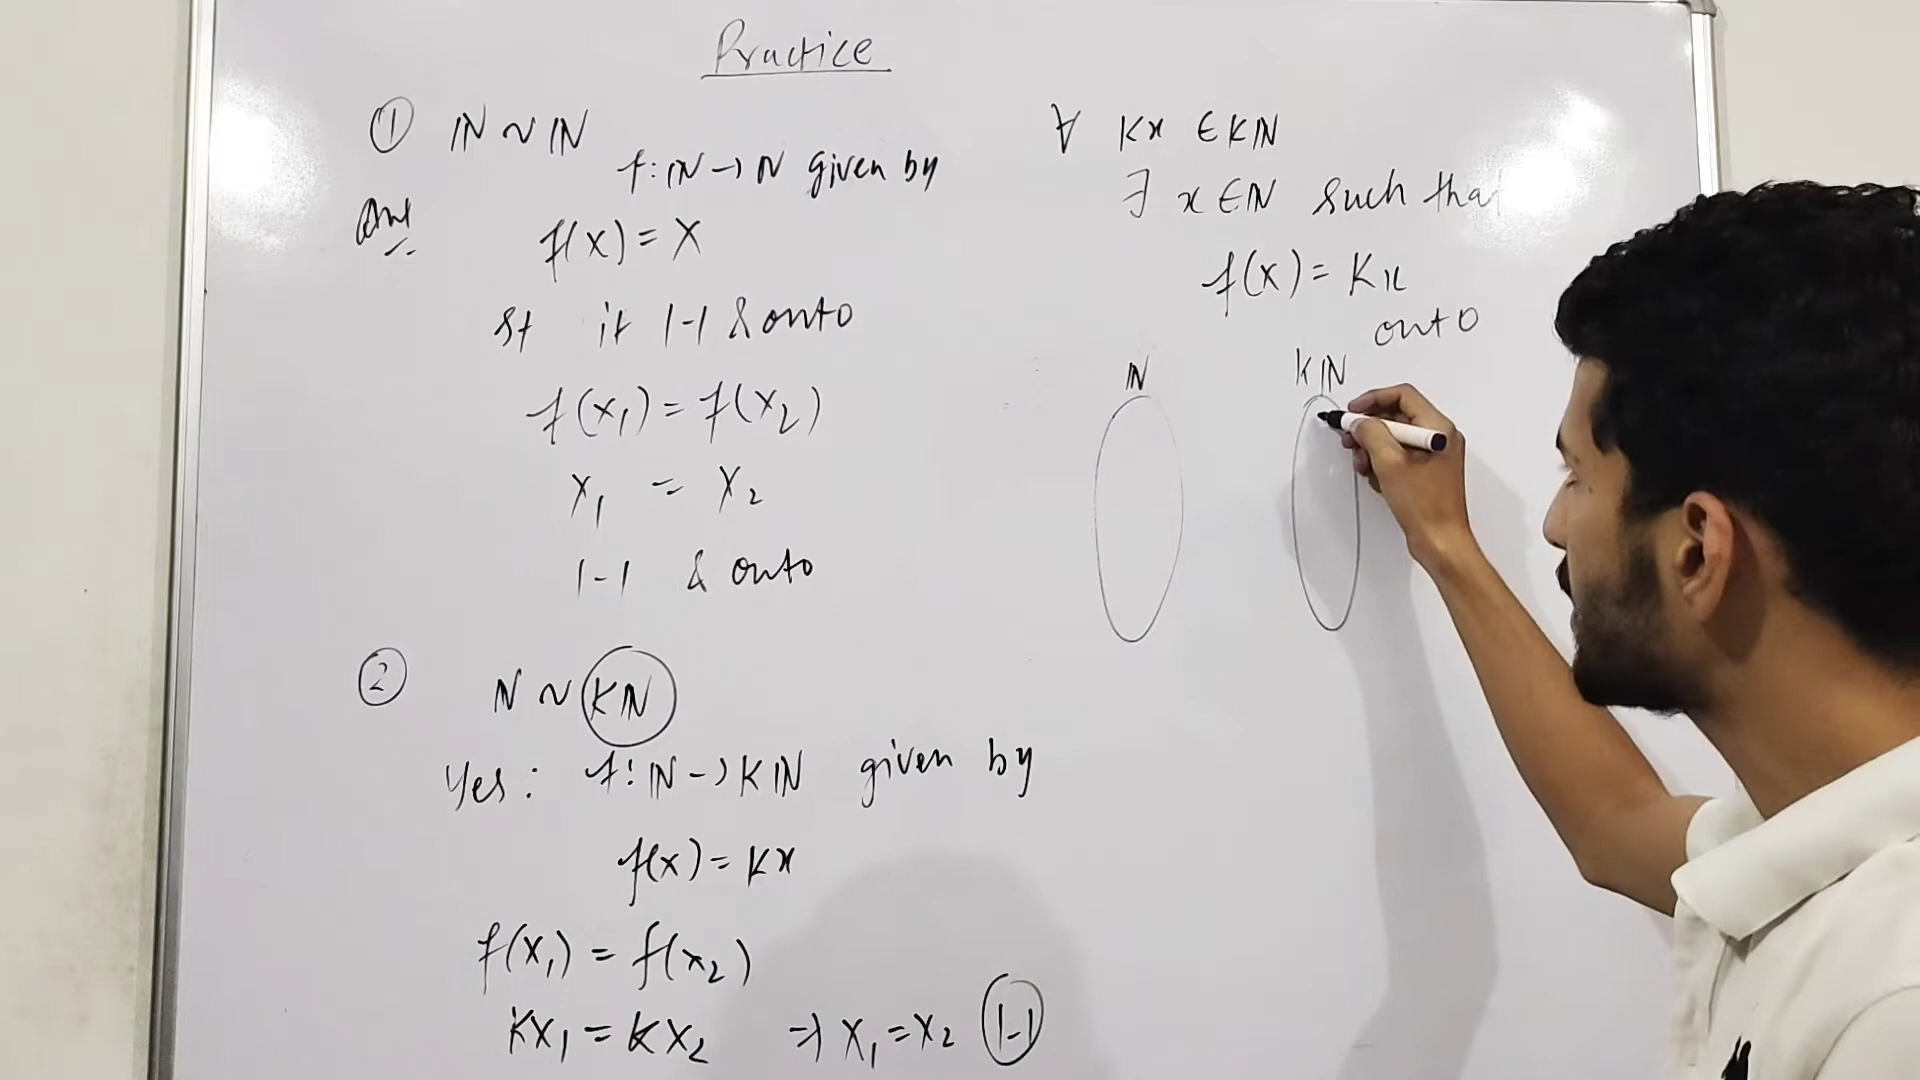 Practice
① ℕ ~ ℕ
f: ℕ → N given by
Ans
f(x) = x
St it 1-1 & onto
f(x₁) = f(x₂)
x₁ = x₂
1-1 & onto
② N ~ KN
Yes: f: ℕ → Kℕ given by
f(x) = Kx
f(x₁) = f(x₂)
Kx₁ = Kx₂ ⇒ x₁ = x₂ 1-1
∀ Kx ∈ Kℕ
∃ x ∈ N such that
f(x) = Kx
onto
ℕ Kℕ